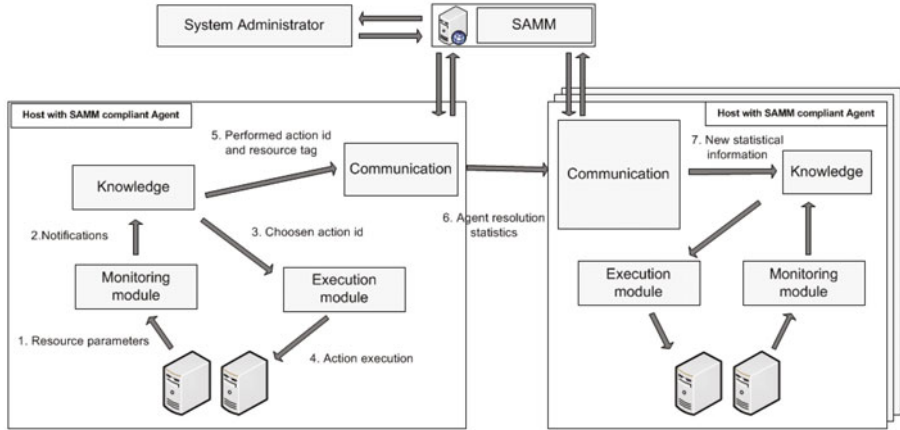 System Administrator
SAMM
Host with SAMM compliant Agent
5. Performed action id
and resource tag
Communication
Knowledge
2.Notifications
3. Choosen action id
Monitoring
module
Execution
module
1. Resource parameters
4. Action execution
6. Agent resolution
statistics
Host with SAMM compliant Agent
7. New statistical
information
Communication
Knowledge
Execution
module
Monitoring
module